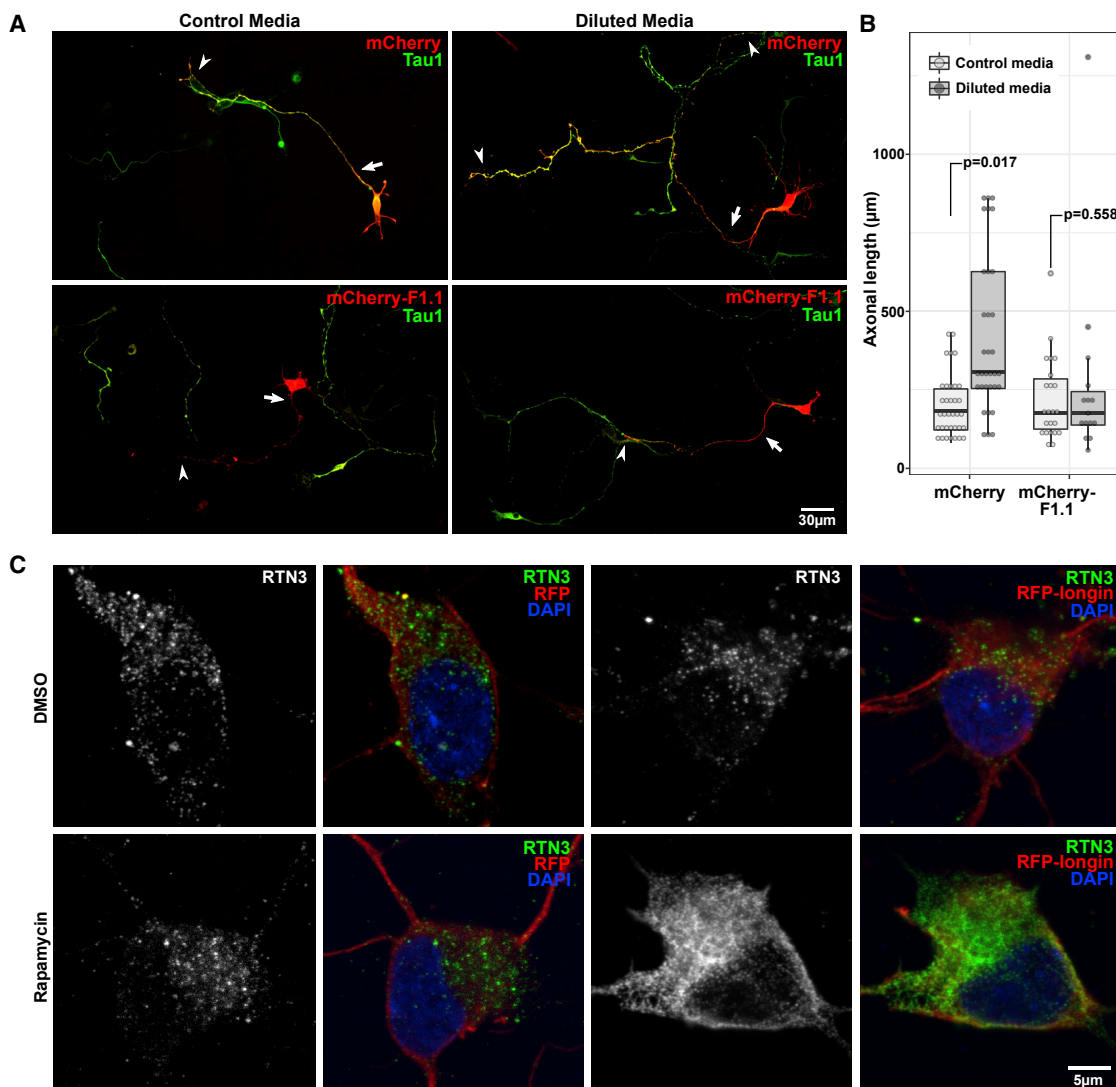 A
Control Media
Diluted Media
mCherry
Tau1
mCherry
Tau1
mCherry-F1.1
Tau1
mCherry-F1.1
Tau1
30µm
B
Control media
Diluted media
p=0.017
p=0.558
Axonal length (µm)
1000
500
0
mCherry
mCherry-
F1.1
C
DMSO
RTN3
RTN3
RFP
DAPI
RTN3
RTN3
RFP-longin
DAPI
Rapamycin
RTN3
RFP
DAPI
RTN3
RFP-longin
DAPI
5µm